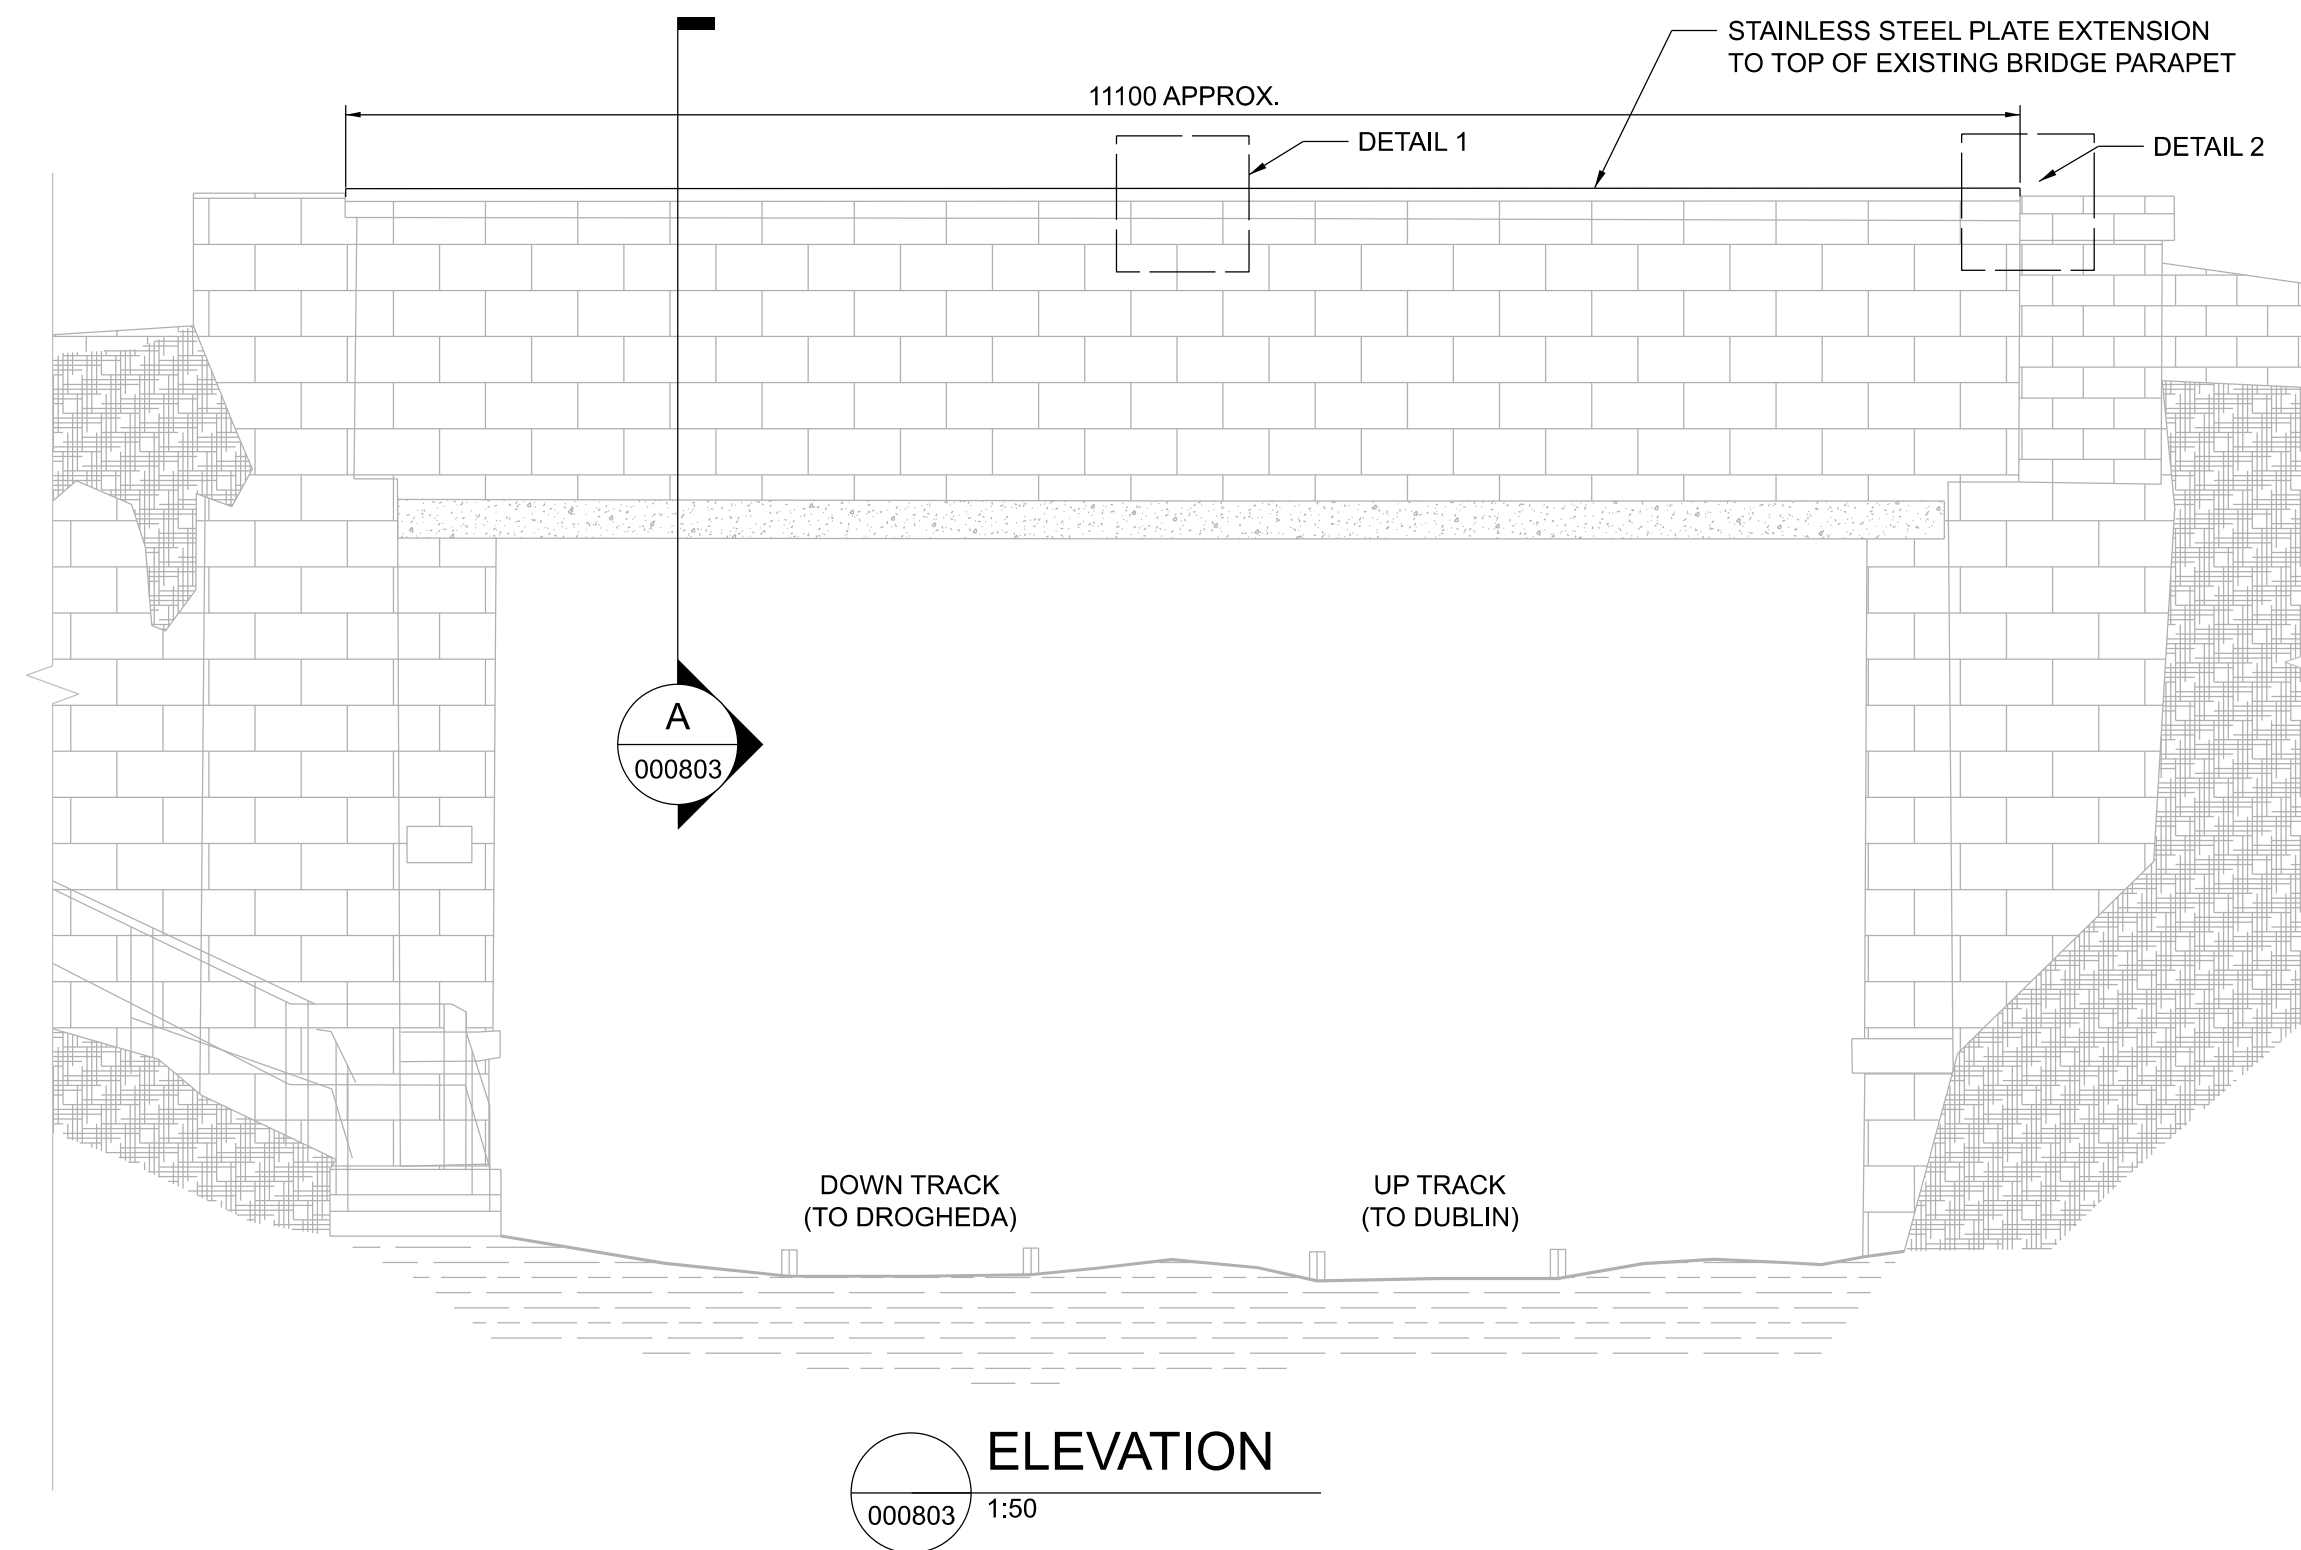 STAINLESS STEEL PLATE EXTENSION
TO TOP OF EXISTING BRIDGE PARAPET
11100 APPROX.
DETAIL 1
DETAIL 2
A
000803
DOWN TRACK
(TO DROGHEDA)
UP TRACK
(TO DUBLIN)
ELEVATION
000803
1:50